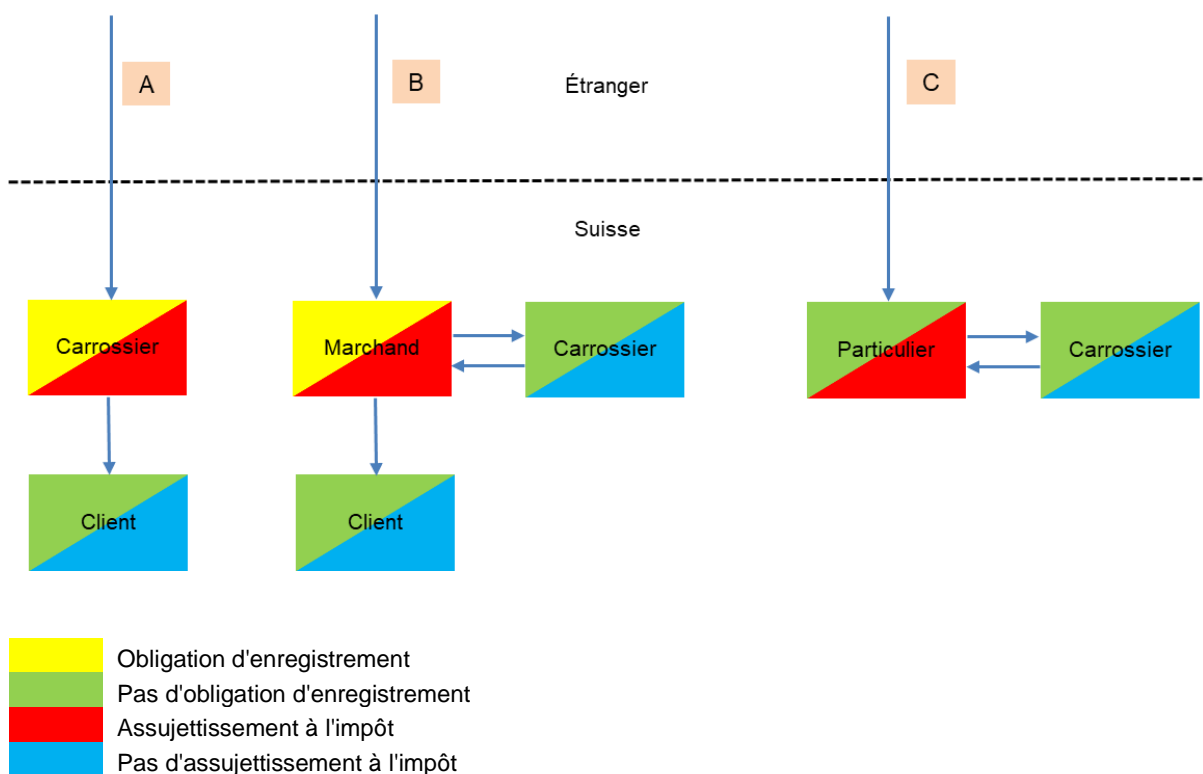 A
B
Étranger
C
Suisse
Carrossier
Marchand
Carrossier
Particulier
Carrossier
Client
Client
Obligation d'enregistrement
Pas d'obligation d'enregistrement
Assujettissement à l'impôt
Pas d'assujettissement à l'impôt